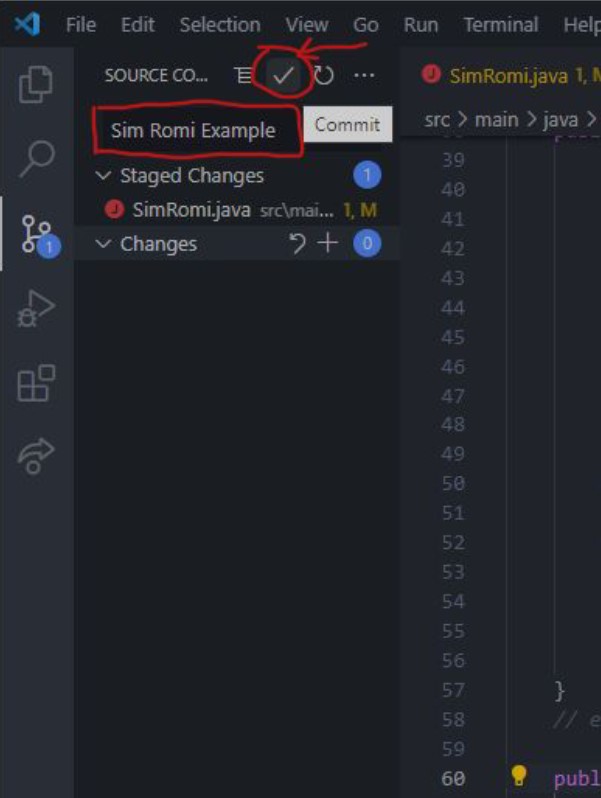 File Edit Selection View Go Run Terminal Help
SOURCE CO...
SimRomi.java 1, M
Sim Romi Example
Commit
src > main > java >
Staged Changes 1
SimRomi.java src\mai... 1, M
Changes 0
1
39
40
41
42
43
44
45
46
47
48
49
50
51
52
53
54
55
56
57 }
58 // e
59
60 publ